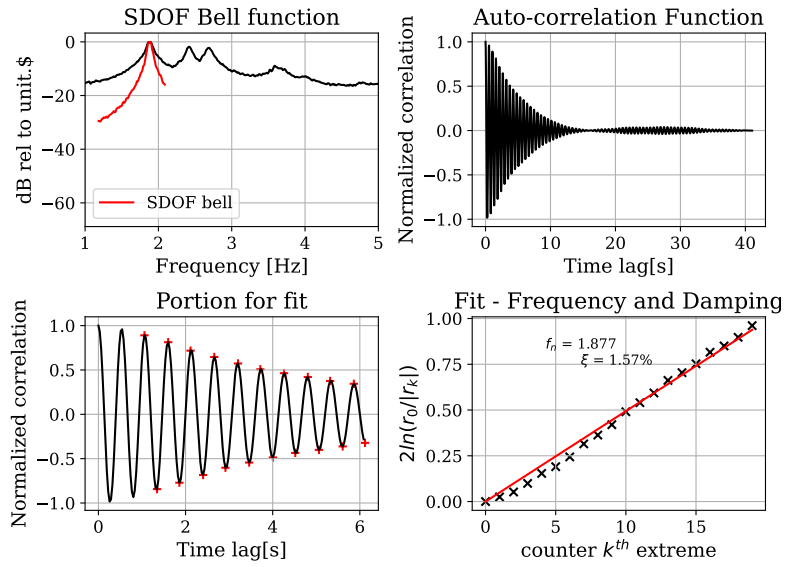 SDOF Bell function
0
−20
−40
−60
dB rel to unit.$
SDOF bell
1
2
3
4
5
Frequency [Hz]
Auto-correlation Function
1.0
0.5
0.0
−0.5
−1.0
Normalized correlation
0
10
20
30
40
Time lag[s]
Portion for fit
1.0
0.5
0.0
−0.5
−1.0
Normalized correlation
0
2
4
6
Time lag[s]
Fit - Frequency and Damping
1.00
0.75
0.50
0.25
0.00
2ln(r0/|rk|)
fn = 1.877
ξ = 1.57%
0
5
10
15
counter kth extreme